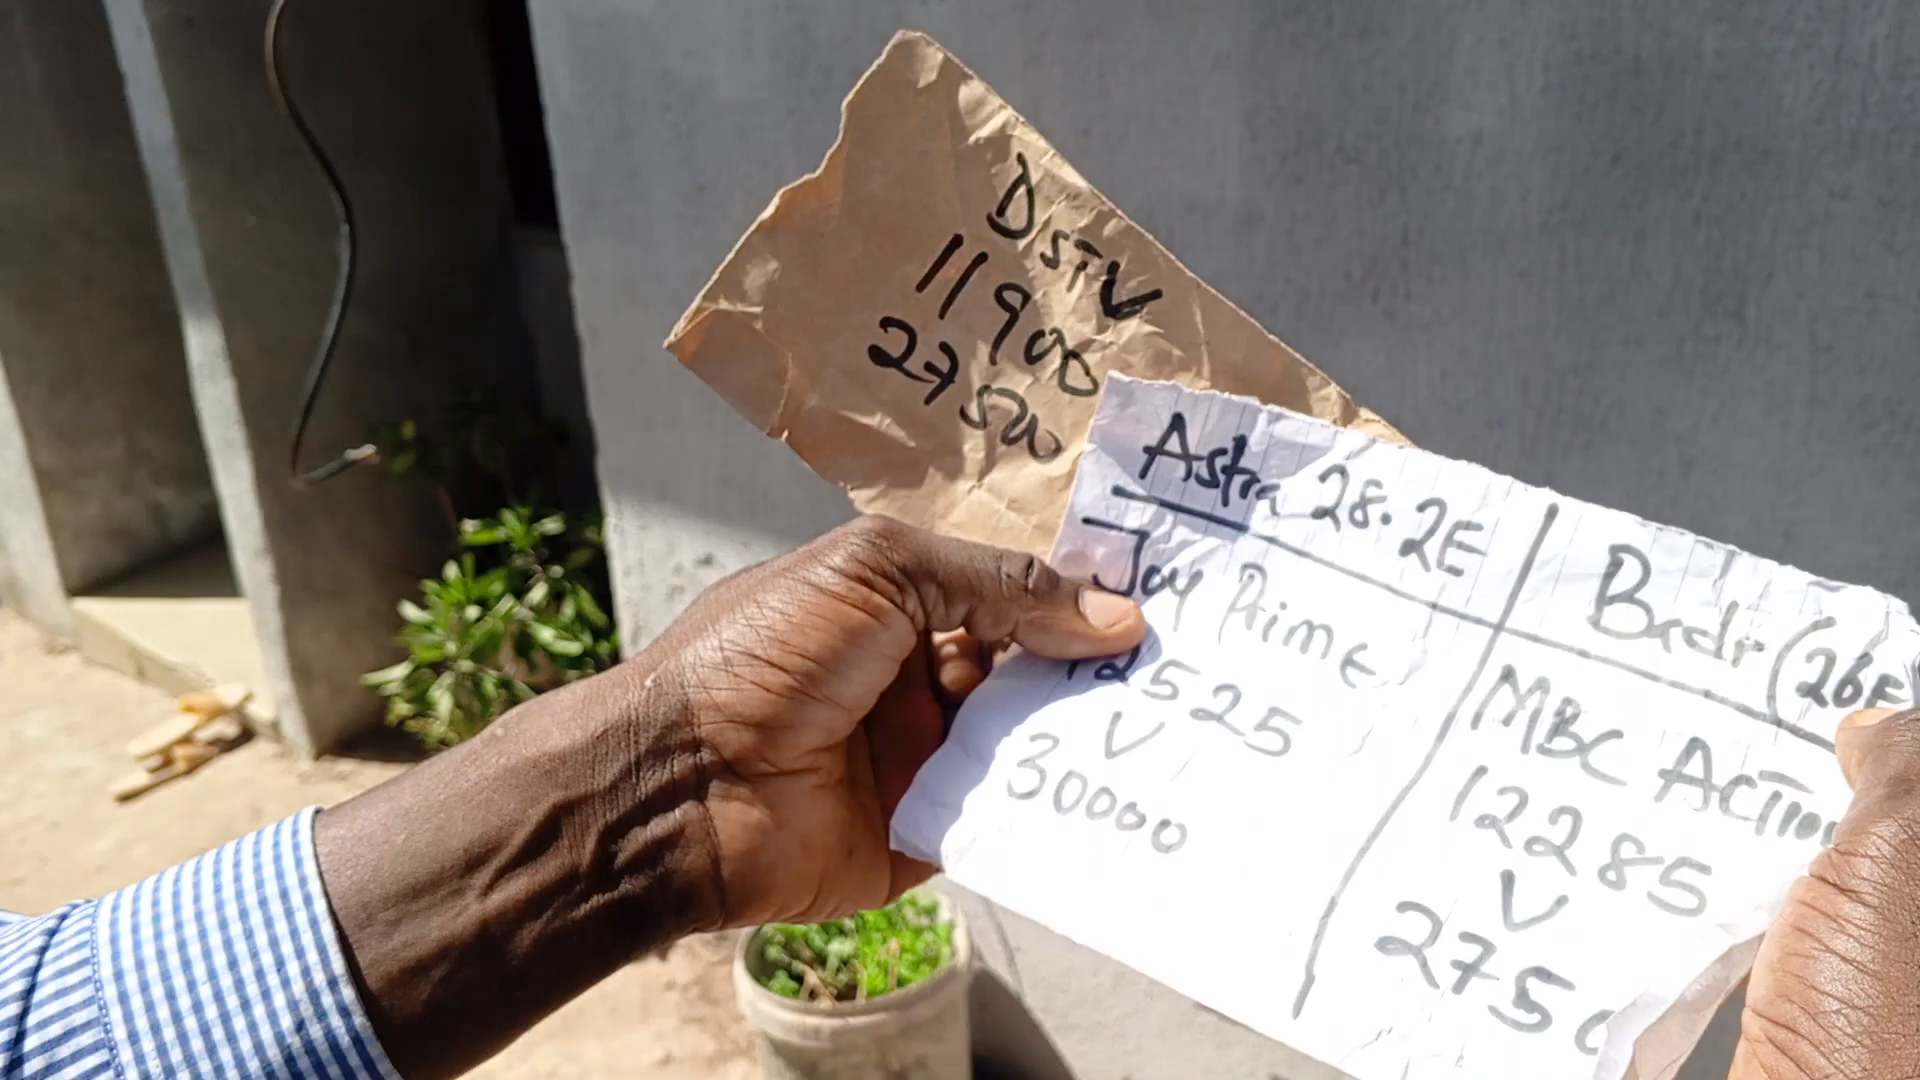 DSTV
11900
27500
Astra 28.2E
Joy Prime
12525
V
30000
Badr (26E
MBC ACTION
12285
V
2750